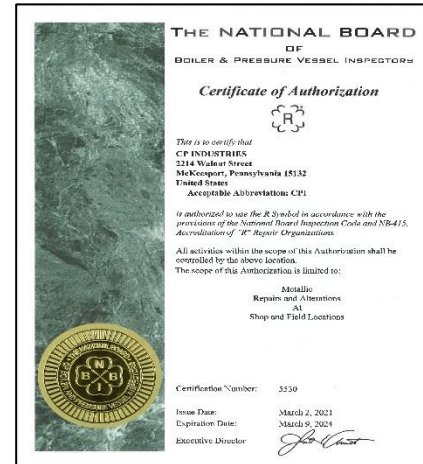 THE NATIONAL BOARD
OF
BOILER & PRESSURE VESSEL INSPECTORS
Certificate of Authorization
R
This is to certify that
CP INDUSTRIES
2214 Walnut Street
McKeesport, Pennsylvania 15132
United States
Acceptable Abbreviation: CPI
is authorized to use the R Symbol in accordance with the
provisions of the National Board Inspection Code and NB-415,
Accreditation of "R" Repair Organizations.
All activities within the scope of this Authorization shall be
controlled by the above location.
The scope of this Authorization is limited to:
Metallic
Repairs and Alterations
At
Shop and Field Locations
N
B B
I
Certification Number: 5530
Issue Date: March 2, 2021
Expiration Date: March 9, 2024
Executive Director